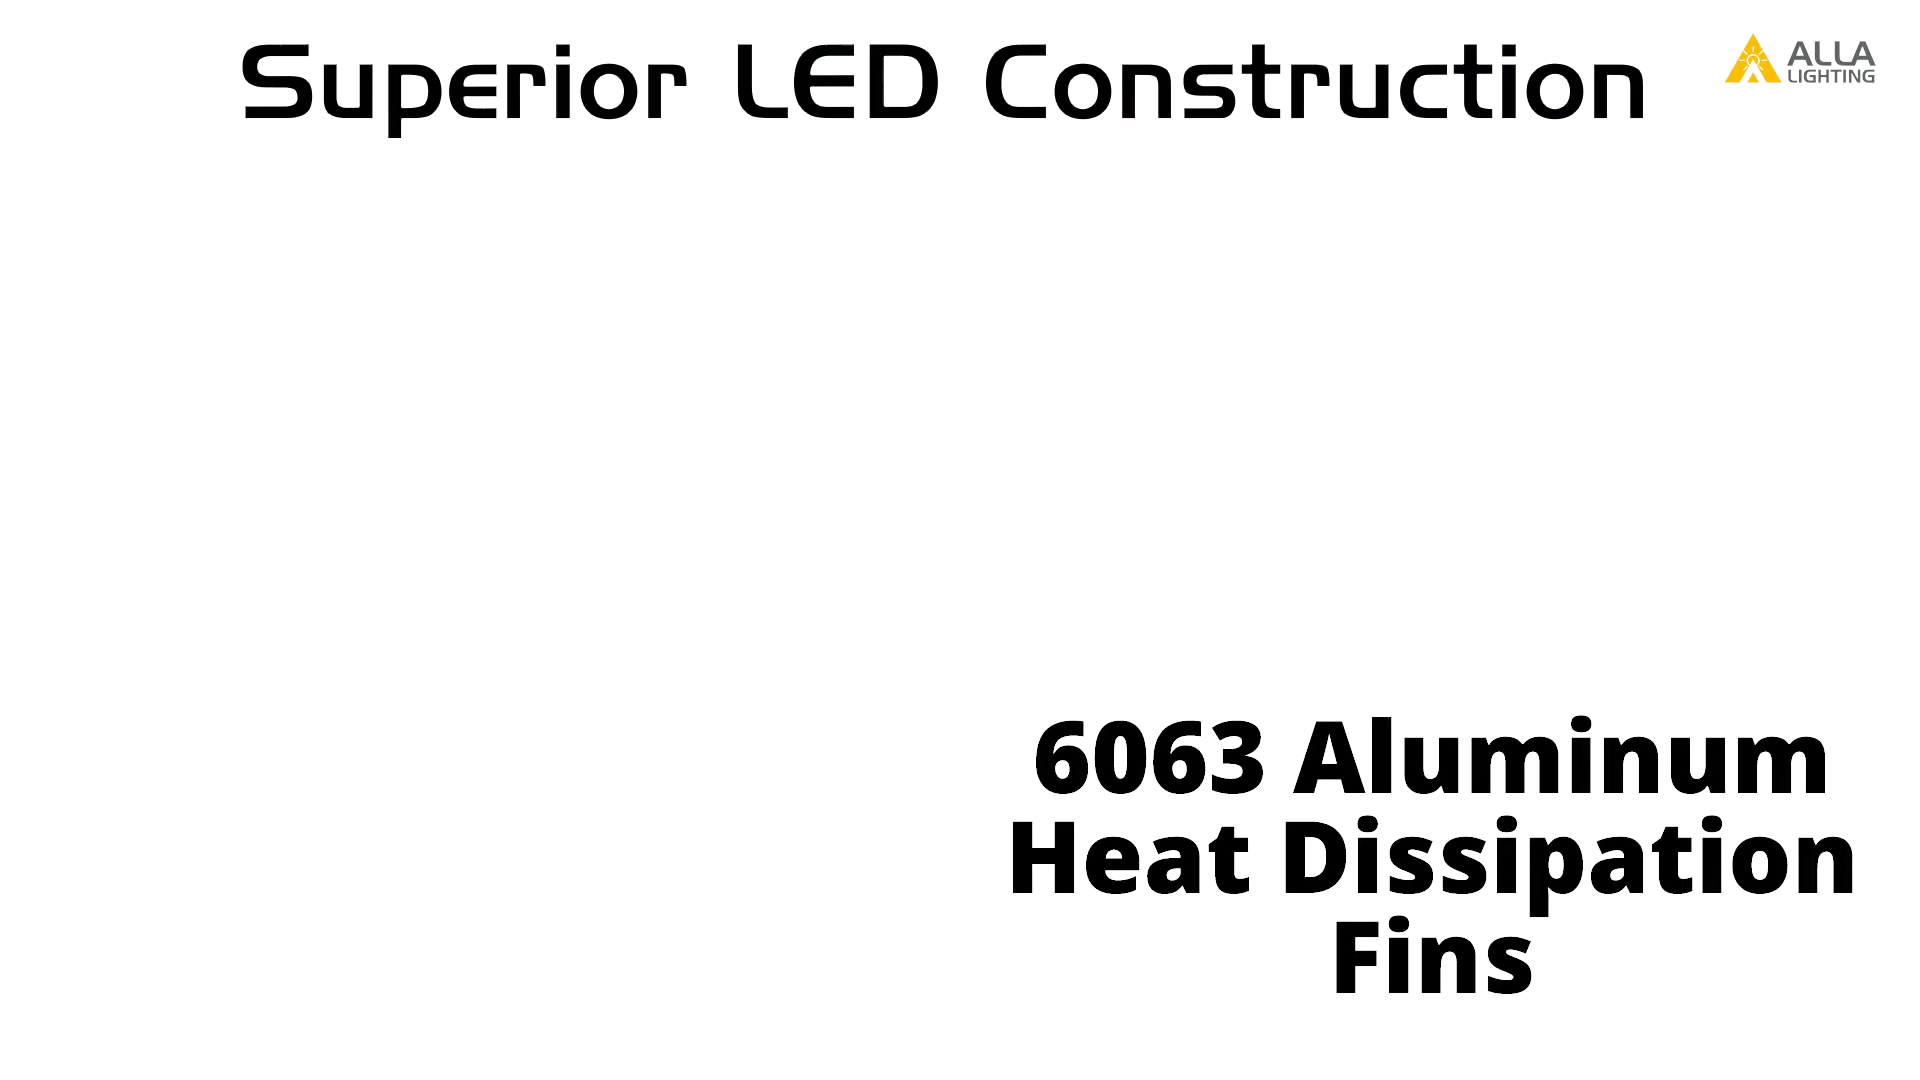 Superior LED Construction
ALLA
LIGHTING
6063 Aluminum
Heat Dissipation
Fins